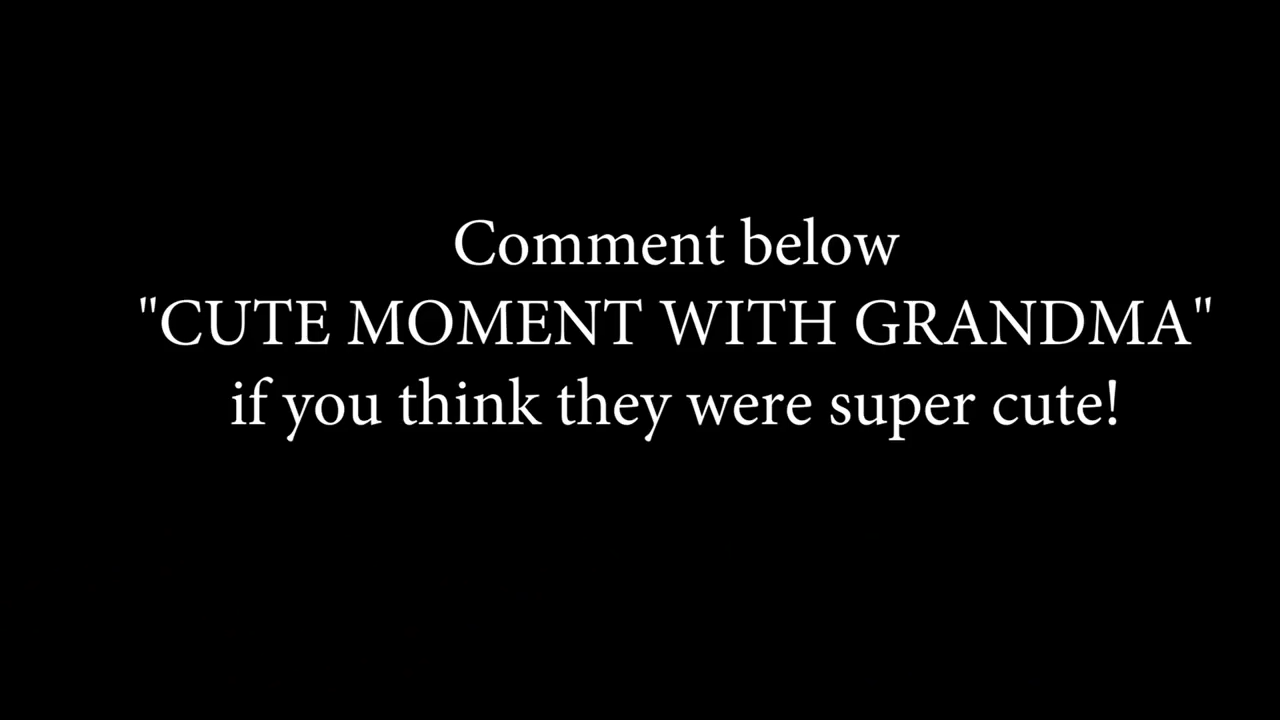 Comment below
"CUTE MOMENT WITH GRANDMA"
if you think they were super cute!